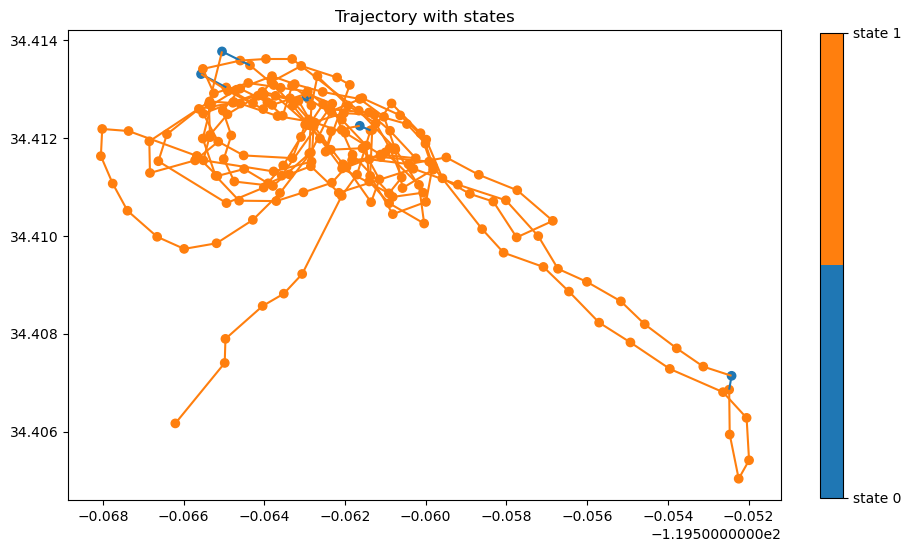 Trajectory with states
34.414
34.412
34.410
34.408
34.406
−0.068 −0.066 −0.064 −0.062 −0.060 −0.058 −0.056 −0.054 −0.052
−1.1950000000e2
state 1
state 0